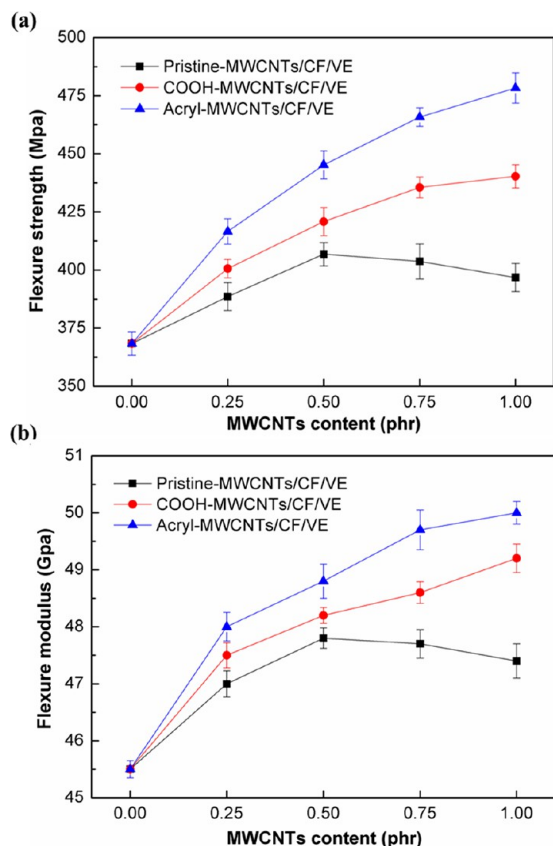 (a)
500
475
450
425
400
375
350
Flexure strength (Mpa)
Pristine-MWCNTs/CF/VE
COOH-MWCNTs/CF/VE
Acryl-MWCNTs/CF/VE
0.00 0.25 0.50 0.75 1.00
MWCNTs content (phr)
(b)
51
50
49
48
47
46
45
Flexure modulus (Gpa)
Pristine-MWCNTs/CF/VE
COOH-MWCNTs/CF/VE
Acryl-MWCNTs/CF/VE
0.00 0.25 0.50 0.75 1.00
MWCNTs content (phr)